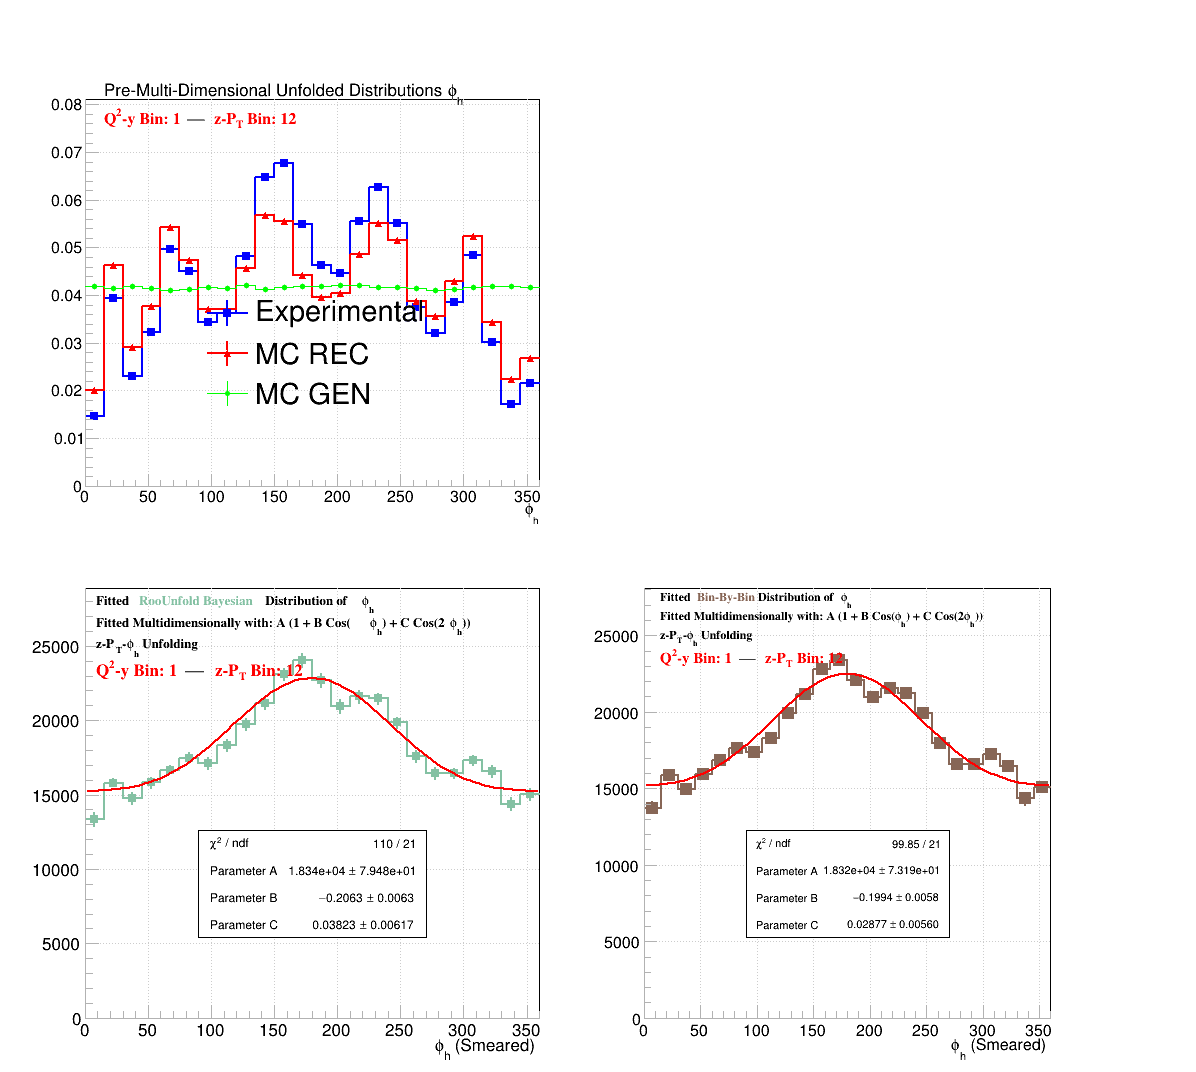 Pre-Multi-Dimensional Unfolded Distributions ϕh
Q2-y Bin: 1 — z-PT Bin: 12
0.08
0.07
0.06
0.05
0.04
0.03
0.02
0.01
0
Experimental
MC REC
MC GEN
0 50 100 150 200 250 300 350
ϕh
Fitted RooUnfold Bayesian Distribution of ϕh
Fitted Multidimensionally with: A (1 + B Cos( ϕh) + C Cos(2 ϕh))
z-PT-ϕh Unfolding
Q2-y Bin: 1 — z-PT Bin: 12
25000
20000
15000
10000
5000
0
χ2 / ndf 110 / 21
Parameter A 1.834e+04 ± 7.948e+01
Parameter B −0.2063 ± 0.0063
Parameter C 0.03823 ± 0.00617
0 50 100 150 200 250 300 350
ϕh (Smeared)
Fitted Bin-By-Bin Distribution of ϕh
Fitted Multidimensionally with: A (1 + B Cos(ϕh) + C Cos(2ϕh))
z-PT-ϕh Unfolding
Q2-y Bin: 1 — z-PT Bin: 12
25000
20000
15000
10000
5000
0
χ2 / ndf 99.85 / 21
Parameter A 1.832e+04 ± 7.319e+01
Parameter B −0.1994 ± 0.0058
Parameter C 0.02877 ± 0.00560
0 50 100 150 200 250 300 350
ϕh (Smeared)